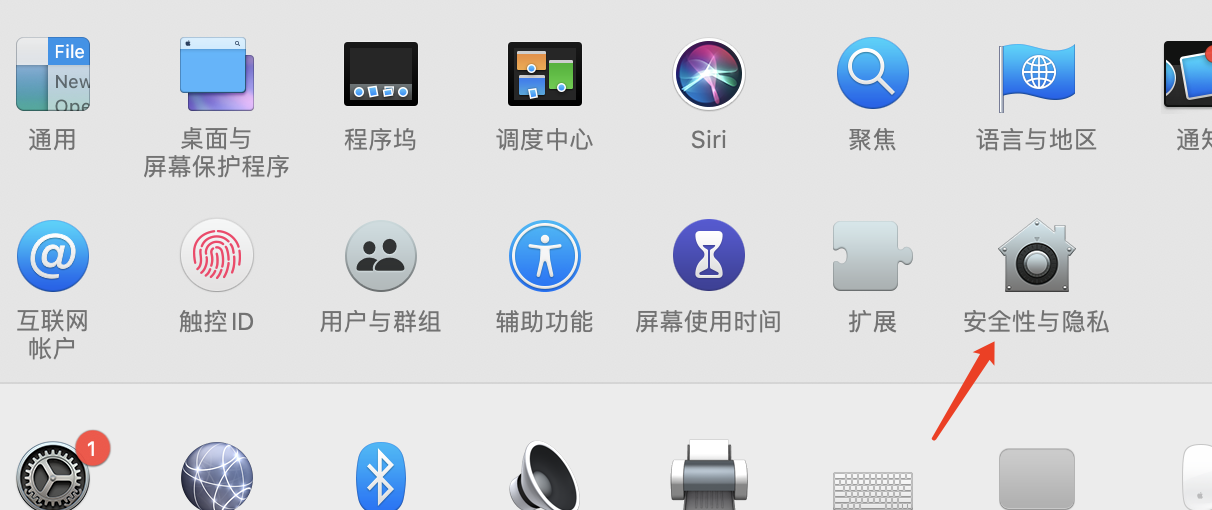 File
New
Ope
通用
桌面与
屏幕保护程序
程序坞
调度中心
Siri
聚焦
语言与地区
通知
@
互联网
帐户
触控 ID
用户与群组
辅助功能
屏幕使用时间
扩展
安全性与隐私
1